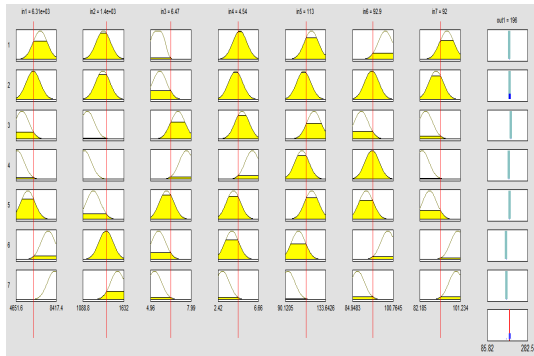 in1 = 6.31e+03 in2 = 1.4e+03 in3 = 6.47 in4 = 4.54 in5 = 113 in6 = 92.9 in7 = 92
out1 = 196
1
2
3
4
5
6
7
4651.6 8417.4 1088.8 1632 4.96 7.99 2.42 6.66 90.1205 133.6426 84.9483 100.7645 82.185 101.234
85.82 282.5